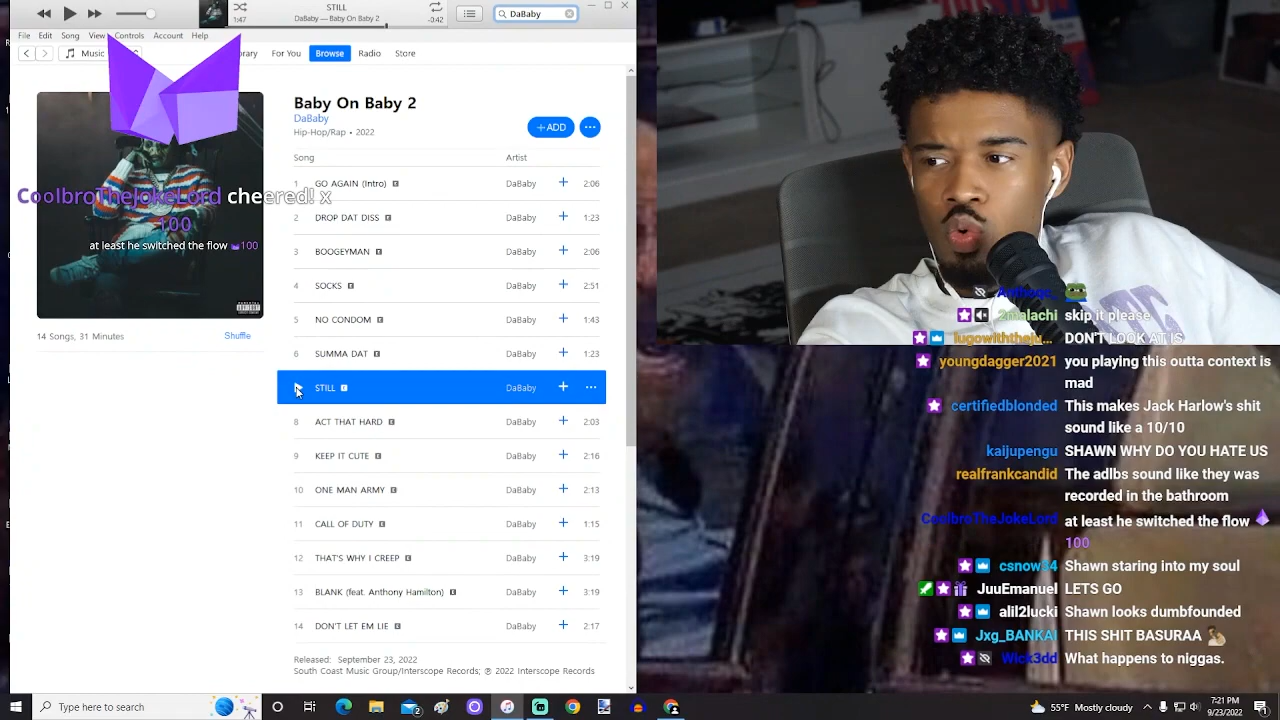 STILL
DaBaby — Baby On Baby 2
1:47
-0:42
DaBaby
File Edit Song View Controls Account Help
Music
For You Browse Radio Store
Baby On Baby 2
DaBaby
Hip-Hop/Rap • 2022
+ADD
Song Artist
1 GO AGAIN (Intro) E DaBaby 2:06
2 DROP DAT DISS E DaBaby 1:23
3 BOOGEYMAN E DaBaby 2:06
4 SOCKS E DaBaby 2:51
5 NO CONDOM E DaBaby 1:43
6 SUMMA DAT E DaBaby 1:23
STILL E DaBaby
8 ACT THAT HARD E DaBaby 2:03
9 KEEP IT CUTE E DaBaby 2:16
10 ONE MAN ARMY E DaBaby 2:13
11 CALL OF DUTY E DaBaby 1:15
12 THAT'S WHY I CREEP E DaBaby 3:19
13 BLANK (feat. Anthony Hamilton) E DaBaby 3:19
14 DON'T LET EM LIE E DaBaby 2:17
Released: September 23, 2022
South Coast Music Group/Interscope Records; ℗ 2022 Interscope Records
CoolbroTheJokeLord cheered! x
100
at least he switched the flow 100
14 Songs, 31 Minutes
Shuffle
2malachi skip it please
lugowiththeju... DON'T LOOK AT IS
youngdagger2021 you playing this outta context is
mad
certifiedblonded This makes Jack Harlow's shit
sound like a 10/10
kaijupengu SHAWN WHY DO YOU HATE US
realfrankcandid The adlbs sound like they was
recorded in the bathroom
CoolbroTheJokeLord at least he switched the flow
100
csnow34 Shawn staring into my soul
JuuEmanuel LETS GO
alil2lucki Shawn looks dumbfounded
Jxg_BANKAI THIS SHIT BASURAA
Wick3dd What happens to niggas.
Type here to search
55°F Mostly cloudy
7:21 PM
9/23/2022